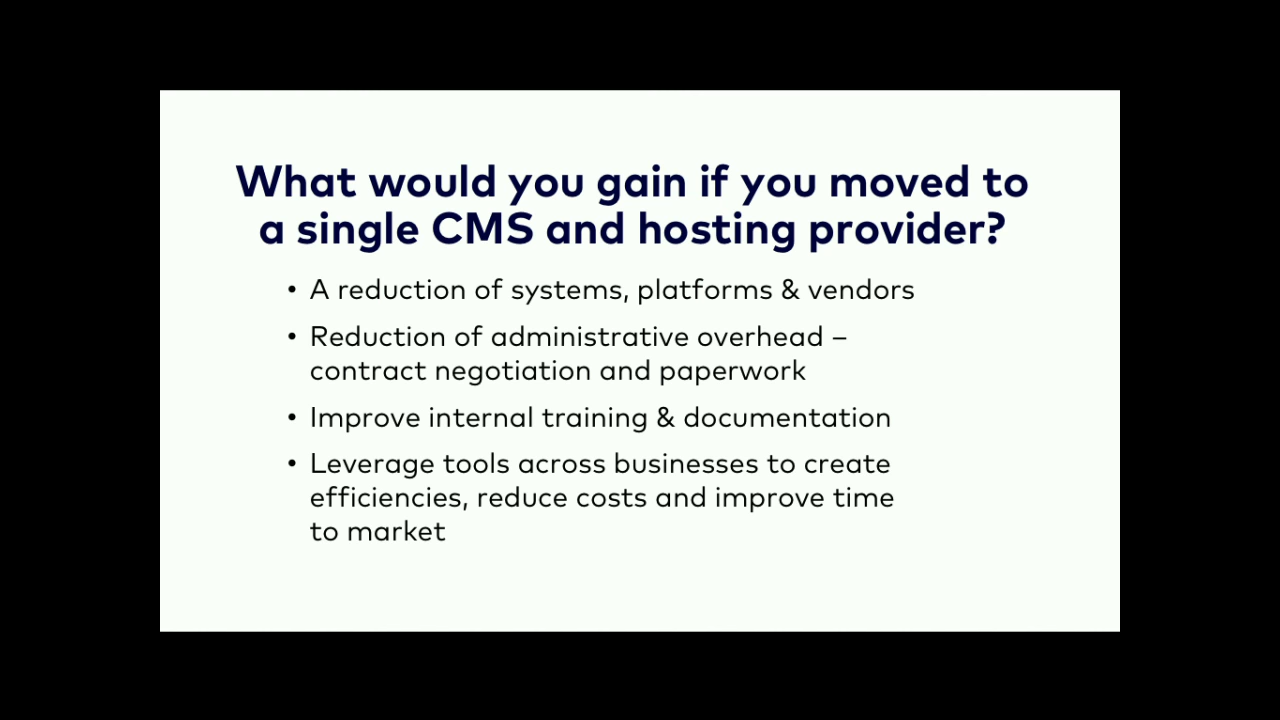 What would you gain if you moved to
a single CMS and hosting provider?
• A reduction of systems, platforms & vendors
• Reduction of administrative overhead –
contract negotiation and paperwork
• Improve internal training & documentation
• Leverage tools across businesses to create
efficiencies, reduce costs and improve time
to market